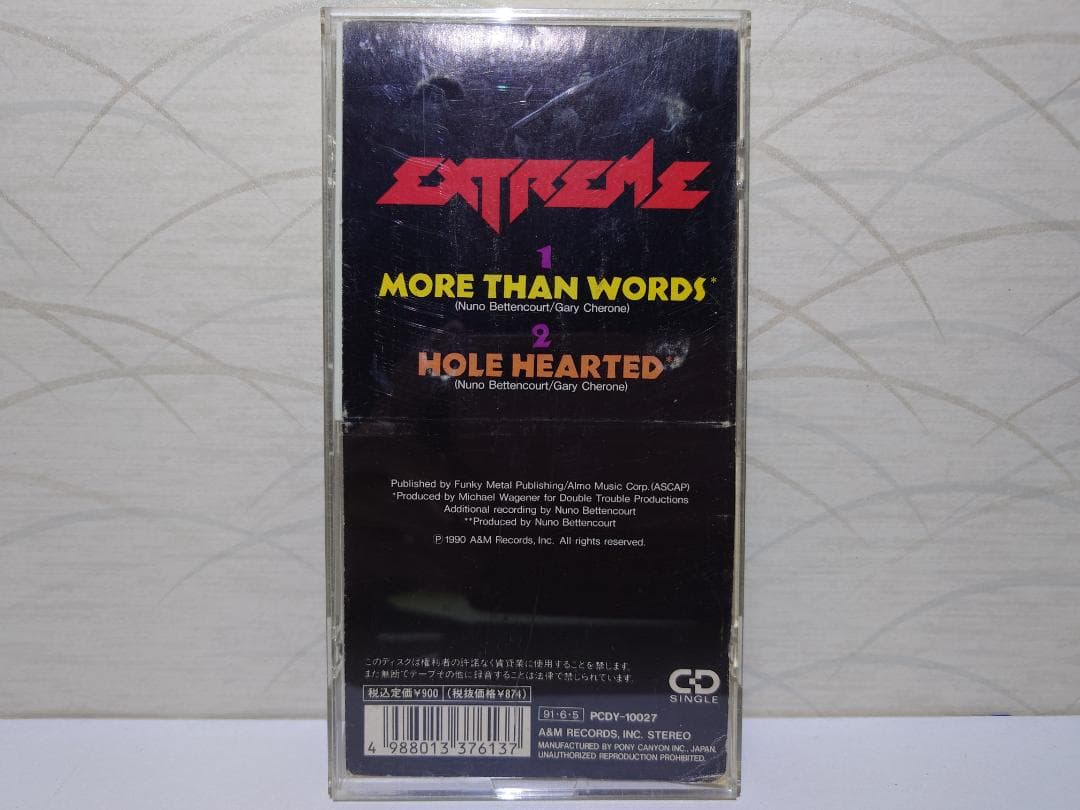 EXTREME
1
MORE THAN WORDS*
(Nuno Bettencourt/Gary Cherone)
2
HOLE HEARTED**
(Nuno Bettencourt/Gary Cherone)
Published by Funky Metal Publishing/Almo Music Corp.(ASCAP)
*Produced by Michael Wagener for Double Trouble Productions
Additional recording by Nuno Bettencourt
**Produced by Nuno Bettencourt
Ⓟ1990 A&M Records, Inc. All rights reserved.
このディスクは権利者の許諾なく賃貸業に使用することを禁じます。
また無断でテープその他に録音することは法律で禁じられています。
税込定価¥900 (税抜価格¥874)
CD
SINGLE
91・6・5 PCDY-10027
4 988013 376137
A&M RECORDS, INC. STEREO
MANUFACTURED BY PONY CANYON INC., JAPAN.
UNAUTHORIZED REPRODUCTION PROHIBITED.